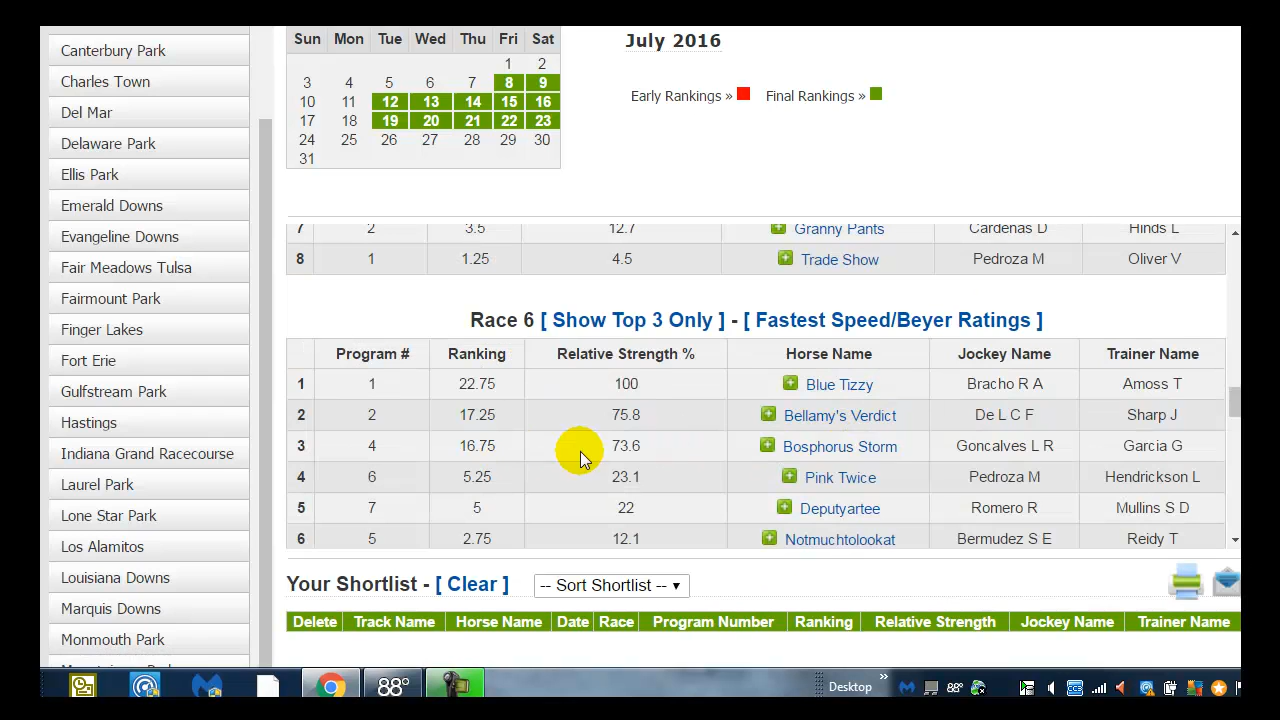 Canterbury Park
Charles Town
Del Mar
Delaware Park
Ellis Park
Emerald Downs
Evangeline Downs
Fair Meadows Tulsa
Fairmount Park
Finger Lakes
Fort Erie
Gulfstream Park
Hastings
Indiana Grand Racecourse
Laurel Park
Lone Star Park
Los Alamitos
Louisiana Downs
Marquis Downs
Monmouth Park
Sun Mon Tue Wed Thu Fri Sat
1 2
3 4 5 6 7 8 9
10 11 12 13 14 15 16
17 18 19 20 21 22 23
24 25 26 27 28 29 30
31
July 2016
Early Rankings » Final Rankings »
7 2 3.5 12.7 Granny Pants Cardenas D Hinds L
8 1 1.25 4.5 Trade Show Pedroza M Oliver V
Race 6 [ Show Top 3 Only ] - [ Fastest Speed/Beyer Ratings ]
Program # Ranking Relative Strength % Horse Name Jockey Name Trainer Name
1 1 22.75 100 Blue Tizzy Bracho R A Amoss T
2 2 17.25 75.8 Bellamy's Verdict De L C F Sharp J
3 4 16.75 73.6 Bosphorus Storm Goncalves L R Garcia G
4 6 5.25 23.1 Pink Twice Pedroza M Hendrickson L
5 7 5 22 Deputyartee Romero R Mullins S D
6 5 2.75 12.1 Notmuchtolookat Bermudez S E Reidy T
Your Shortlist - [ Clear ] -- Sort Shortlist --
Delete Track Name Horse Name Date Race Program Number Ranking Relative Strength Jockey Name Trainer Name
88° Desktop » 88°